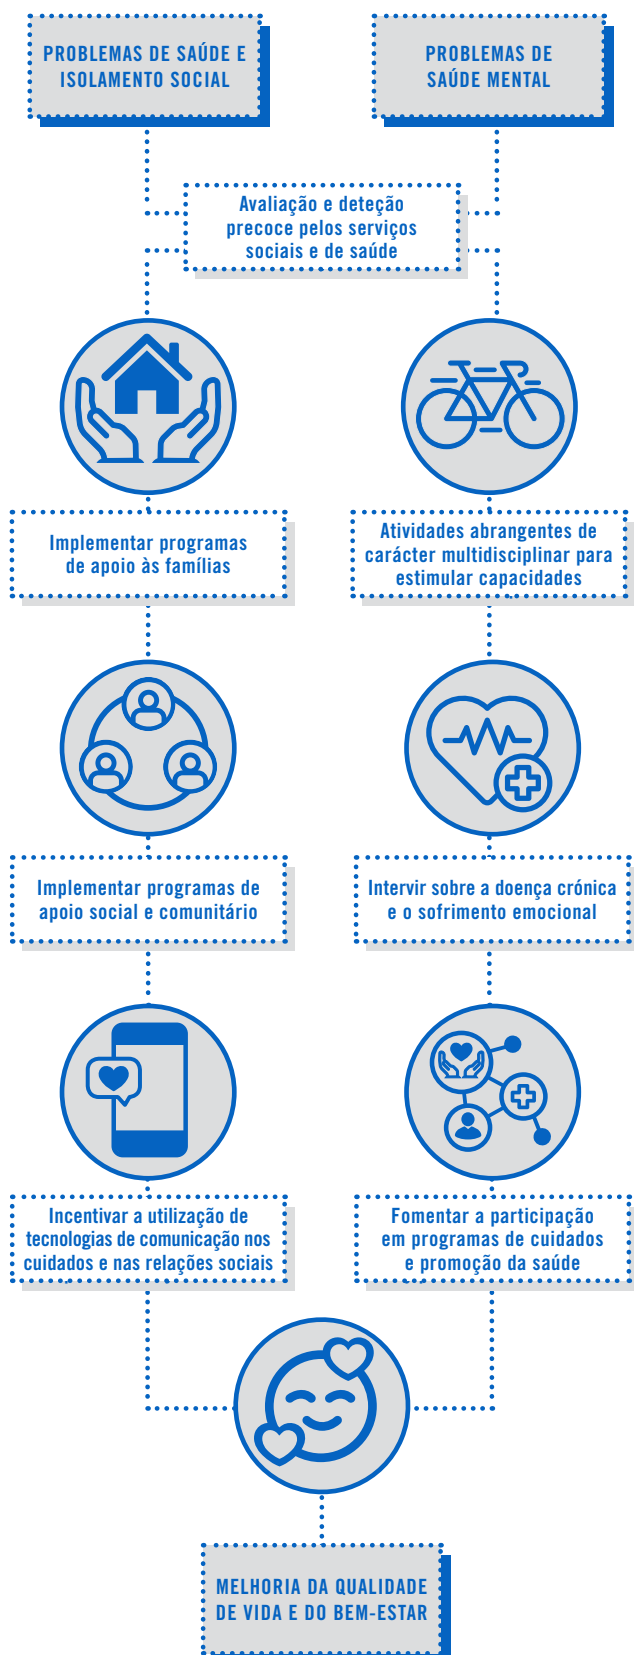 PROBLEMAS DE SAÚDE E
ISOLAMENTO SOCIAL
PROBLEMAS DE
SAÚDE MENTAL
Avaliação e deteção
precoce pelos serviços
sociais e de saúde
Implementar programas
de apoio às famílias
Atividades abrangentes de
carácter multidisciplinar para
estimular capacidades
Implementar programas de
apoio social e comunitário
Intervir sobre a doença crónica
e o sofrimento emocional
Incentivar a utilização de
tecnologias de comunicação nos
cuidados e nas relações sociais
Fomentar a participação
em programas de cuidados
e promoção da saúde
MELHORIA DA QUALIDADE
DE VIDA E DO BEM-ESTAR